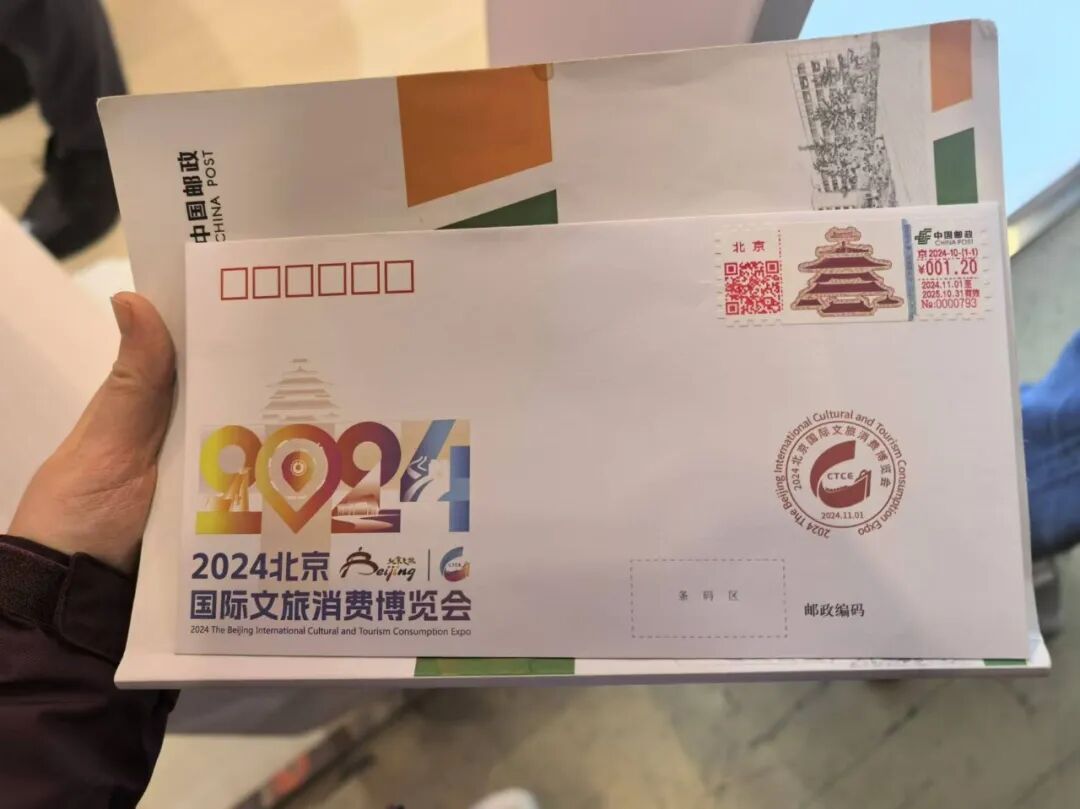 中国邮政
CHINA POST
北京
中国邮政
CHINA POST
京2024-10-(1-1)
¥001.20
2024.11.01至
2025.10.31有效
No:0000793
2024
2024北京
Beijing
CTCE
国际文旅消费博览会
2024 The Beijing International Cultural and Tourism Consumption Expo
2024 The Beijing International Cultural and Tourism Consumption Expo
2024北京国际文旅消费博览会
CTCE
2024.11.01
条码区
邮政编码